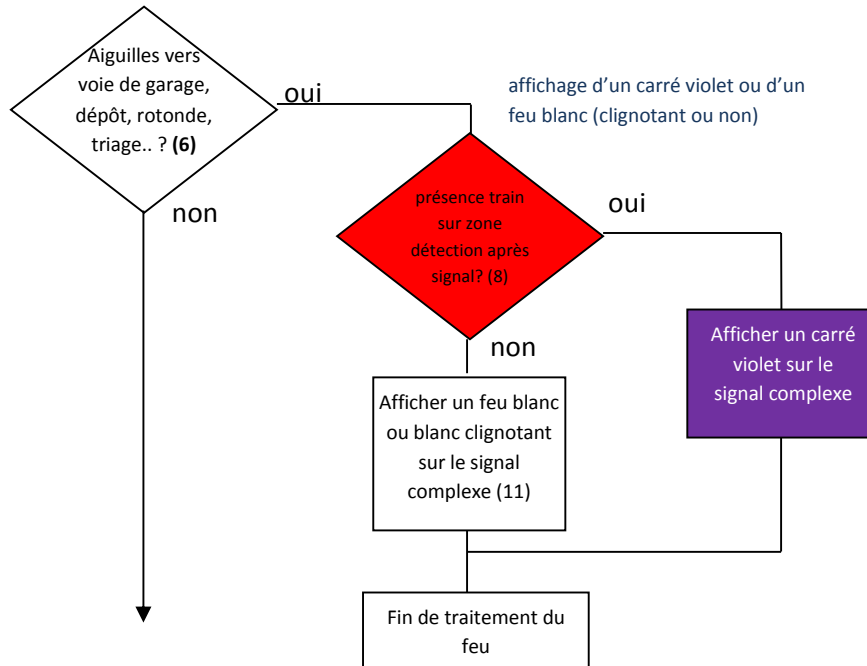 Aiguilles vers
voie de garage,
dépôt, rotonde,
triage.. ? (6)
oui
affichage d’un carré violet ou d’un
feu blanc (clignotant ou non)
non
présence train
sur zone
détection après
signal? (8)
oui
non
Afficher un carré
violet sur le
signal complexe
Afficher un feu blanc
ou blanc clignotant
sur le signal
complexe (11)
Fin de traitement du
feu